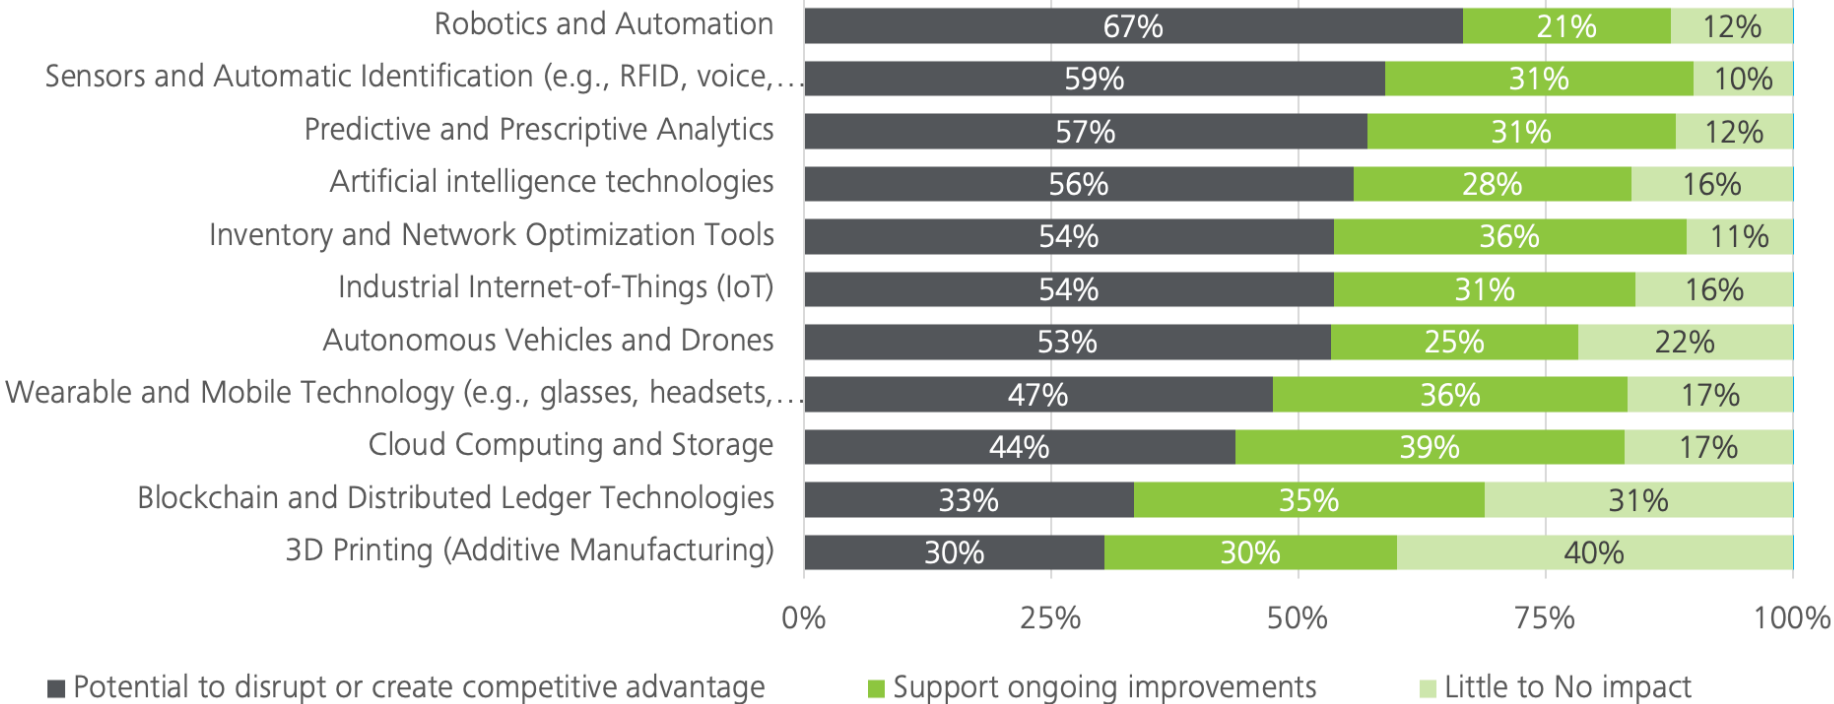 Robotics and Automation 67% 21% 12%
Sensors and Automatic Identification (e.g., RFID, voice,… 59% 31% 10%
Predictive and Prescriptive Analytics 57% 31% 12%
Artificial intelligence technologies 56% 28% 16%
Inventory and Network Optimization Tools 54% 36% 11%
Industrial Internet-of-Things (IoT) 54% 31% 16%
Autonomous Vehicles and Drones 53% 25% 22%
Wearable and Mobile Technology (e.g., glasses, headsets,… 47% 36% 17%
Cloud Computing and Storage 44% 39% 17%
Blockchain and Distributed Ledger Technologies 33% 35% 31%
3D Printing (Additive Manufacturing) 30% 30% 40%
0% 25% 50% 75% 100%
Potential to disrupt or create competitive advantage Support ongoing improvements Little to No impact